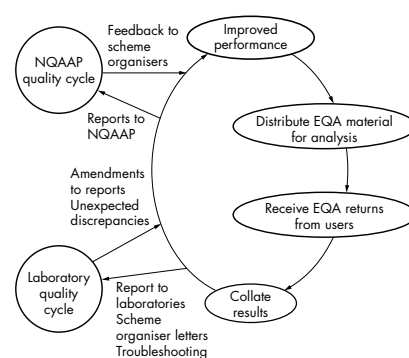 Feedback to
scheme
organisers
Improved
performance
NQAAP
quality cycle
Reports to
NQAAP
Distribute EQA material
for analysis
Amendments
to reports
Unexpected
discrepancies
Receive EQA returns
from users
Laboratory
quality
cycle
Report to
laboratories
Scheme
organiser letters
Troubleshooting
Collate
results